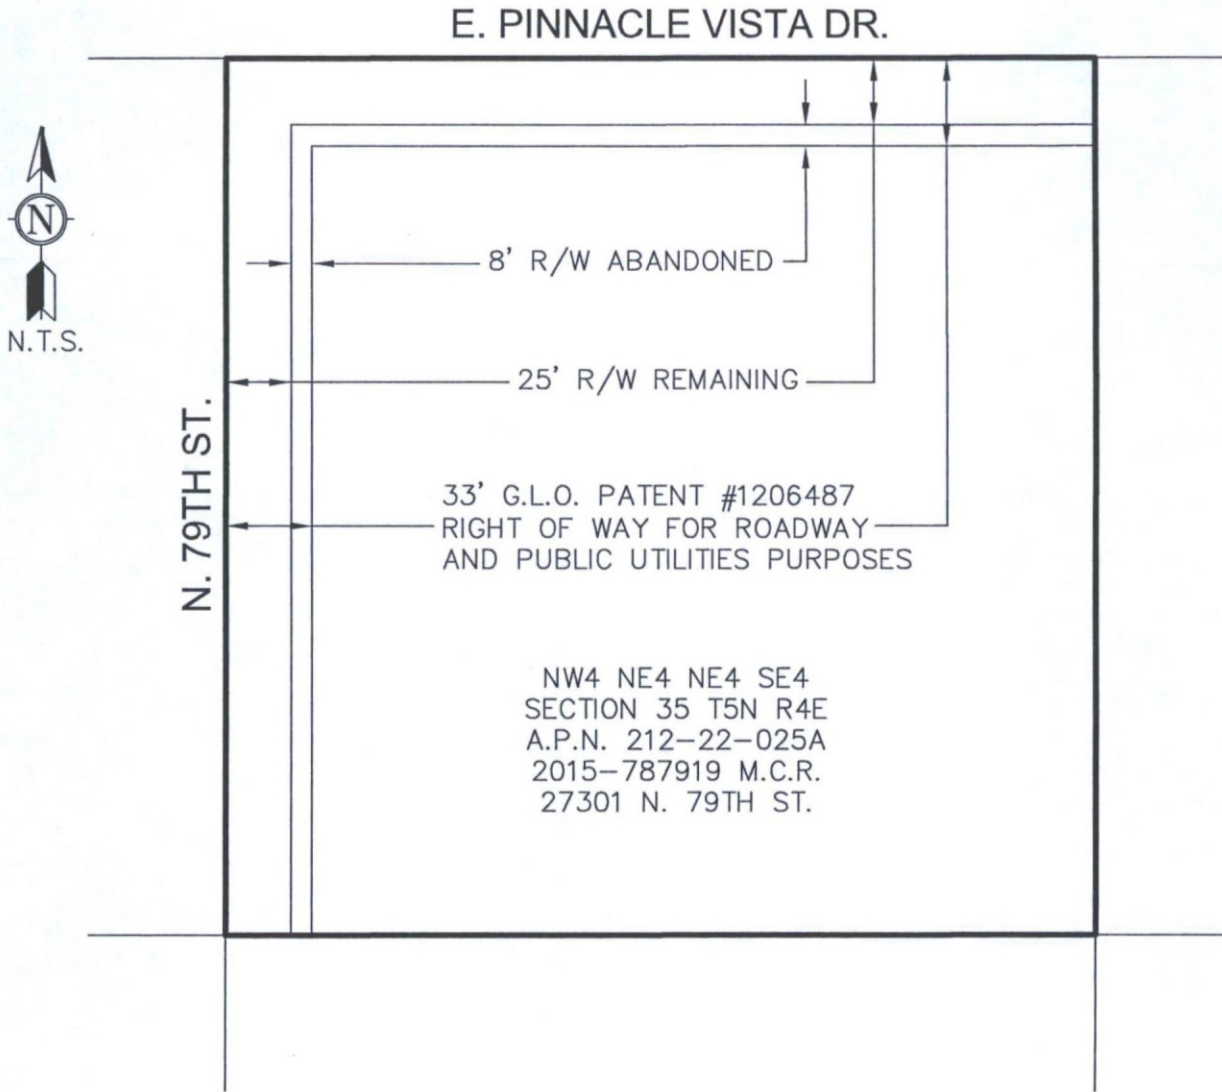 E. PINNACLE VISTA DR.
N
N.T.S.
8' R/W ABANDONED
25' R/W REMAINING
N. 79TH ST.
33' G.L.O. PATENT #1206487
RIGHT OF WAY FOR ROADWAY
AND PUBLIC UTILITIES PURPOSES
NW4 NE4 NE4 SE4
SECTION 35 T5N R4E
A.P.N. 212-22-025A
2015-787919 M.C.R.
27301 N. 79TH ST.